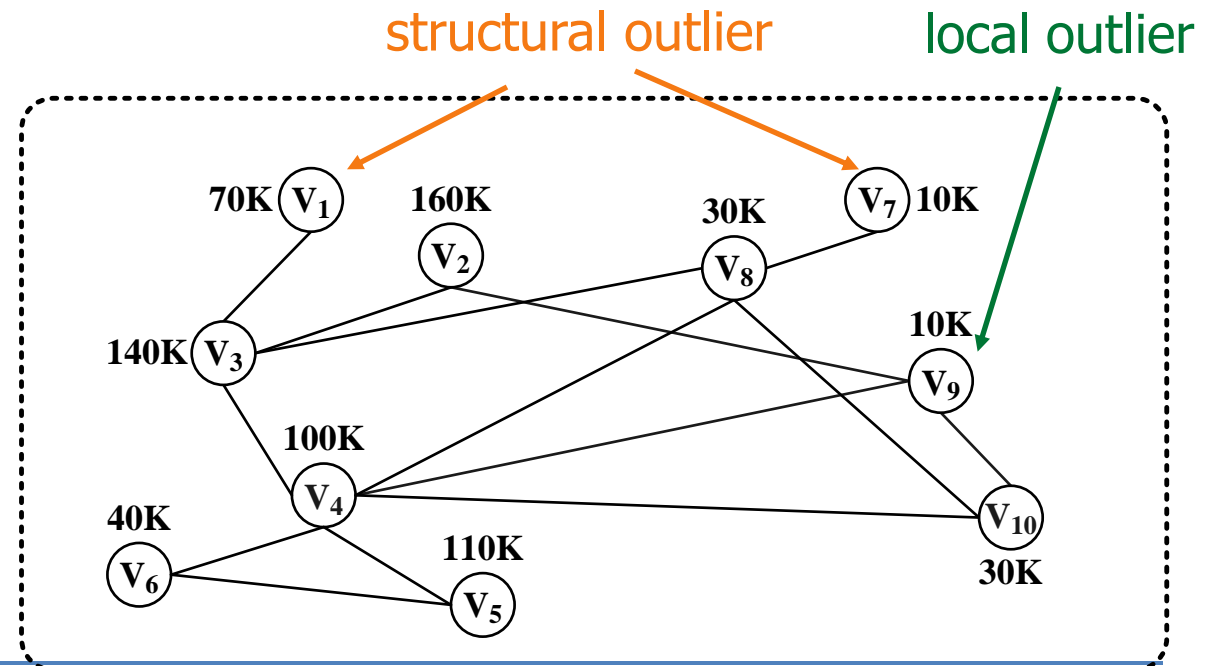 structural outlier
local outlier
70K V₁
160K
V₂
30K
V₈
V₇ 10K
140K V₃
10K
V₉
100K
V₄
40K
V₆
110K
V₅
V₁₀
30K